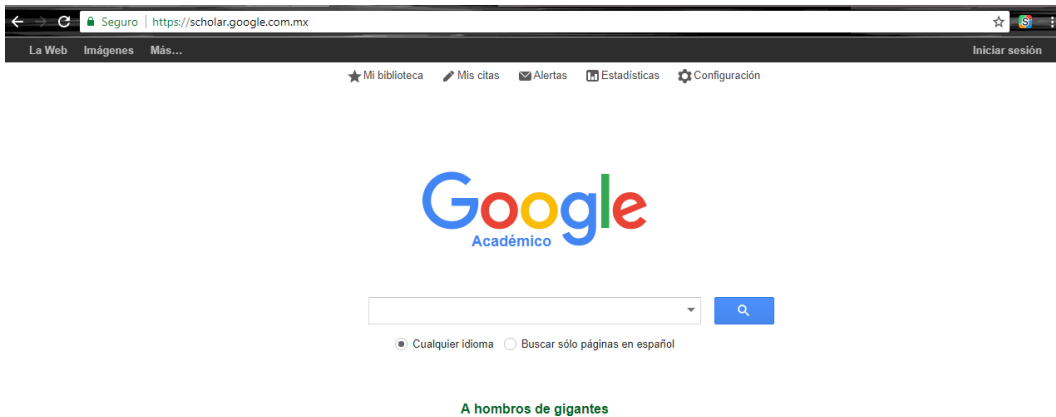 Seguro | https://scholar.google.com.mx
La Web Imágenes Más... Iniciar sesión
Mi biblioteca Mis citas Alertas Estadísticas Configuración
Google
Académico
Cualquier idioma Buscar sólo páginas en español
A hombros de gigantes